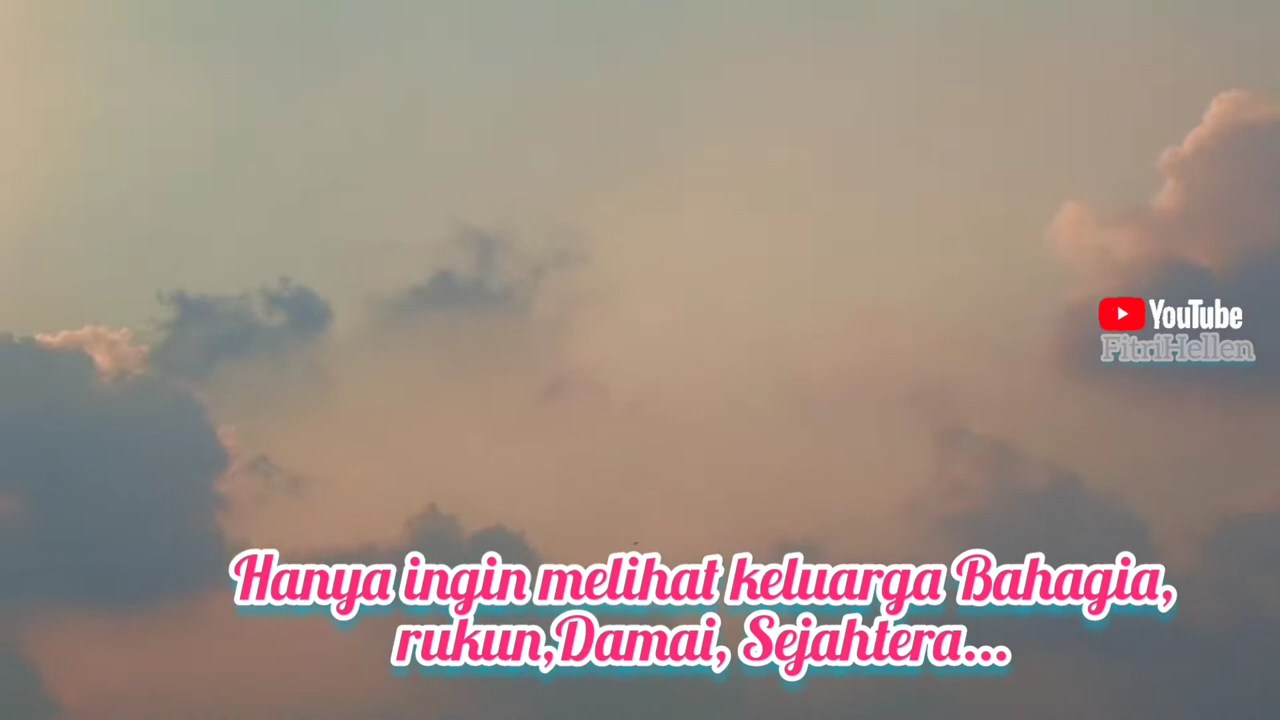 YouTube
FitriHellen
Hanya ingin melihat keluarga Bahagia,
rukun,Damai, Sejahtera...